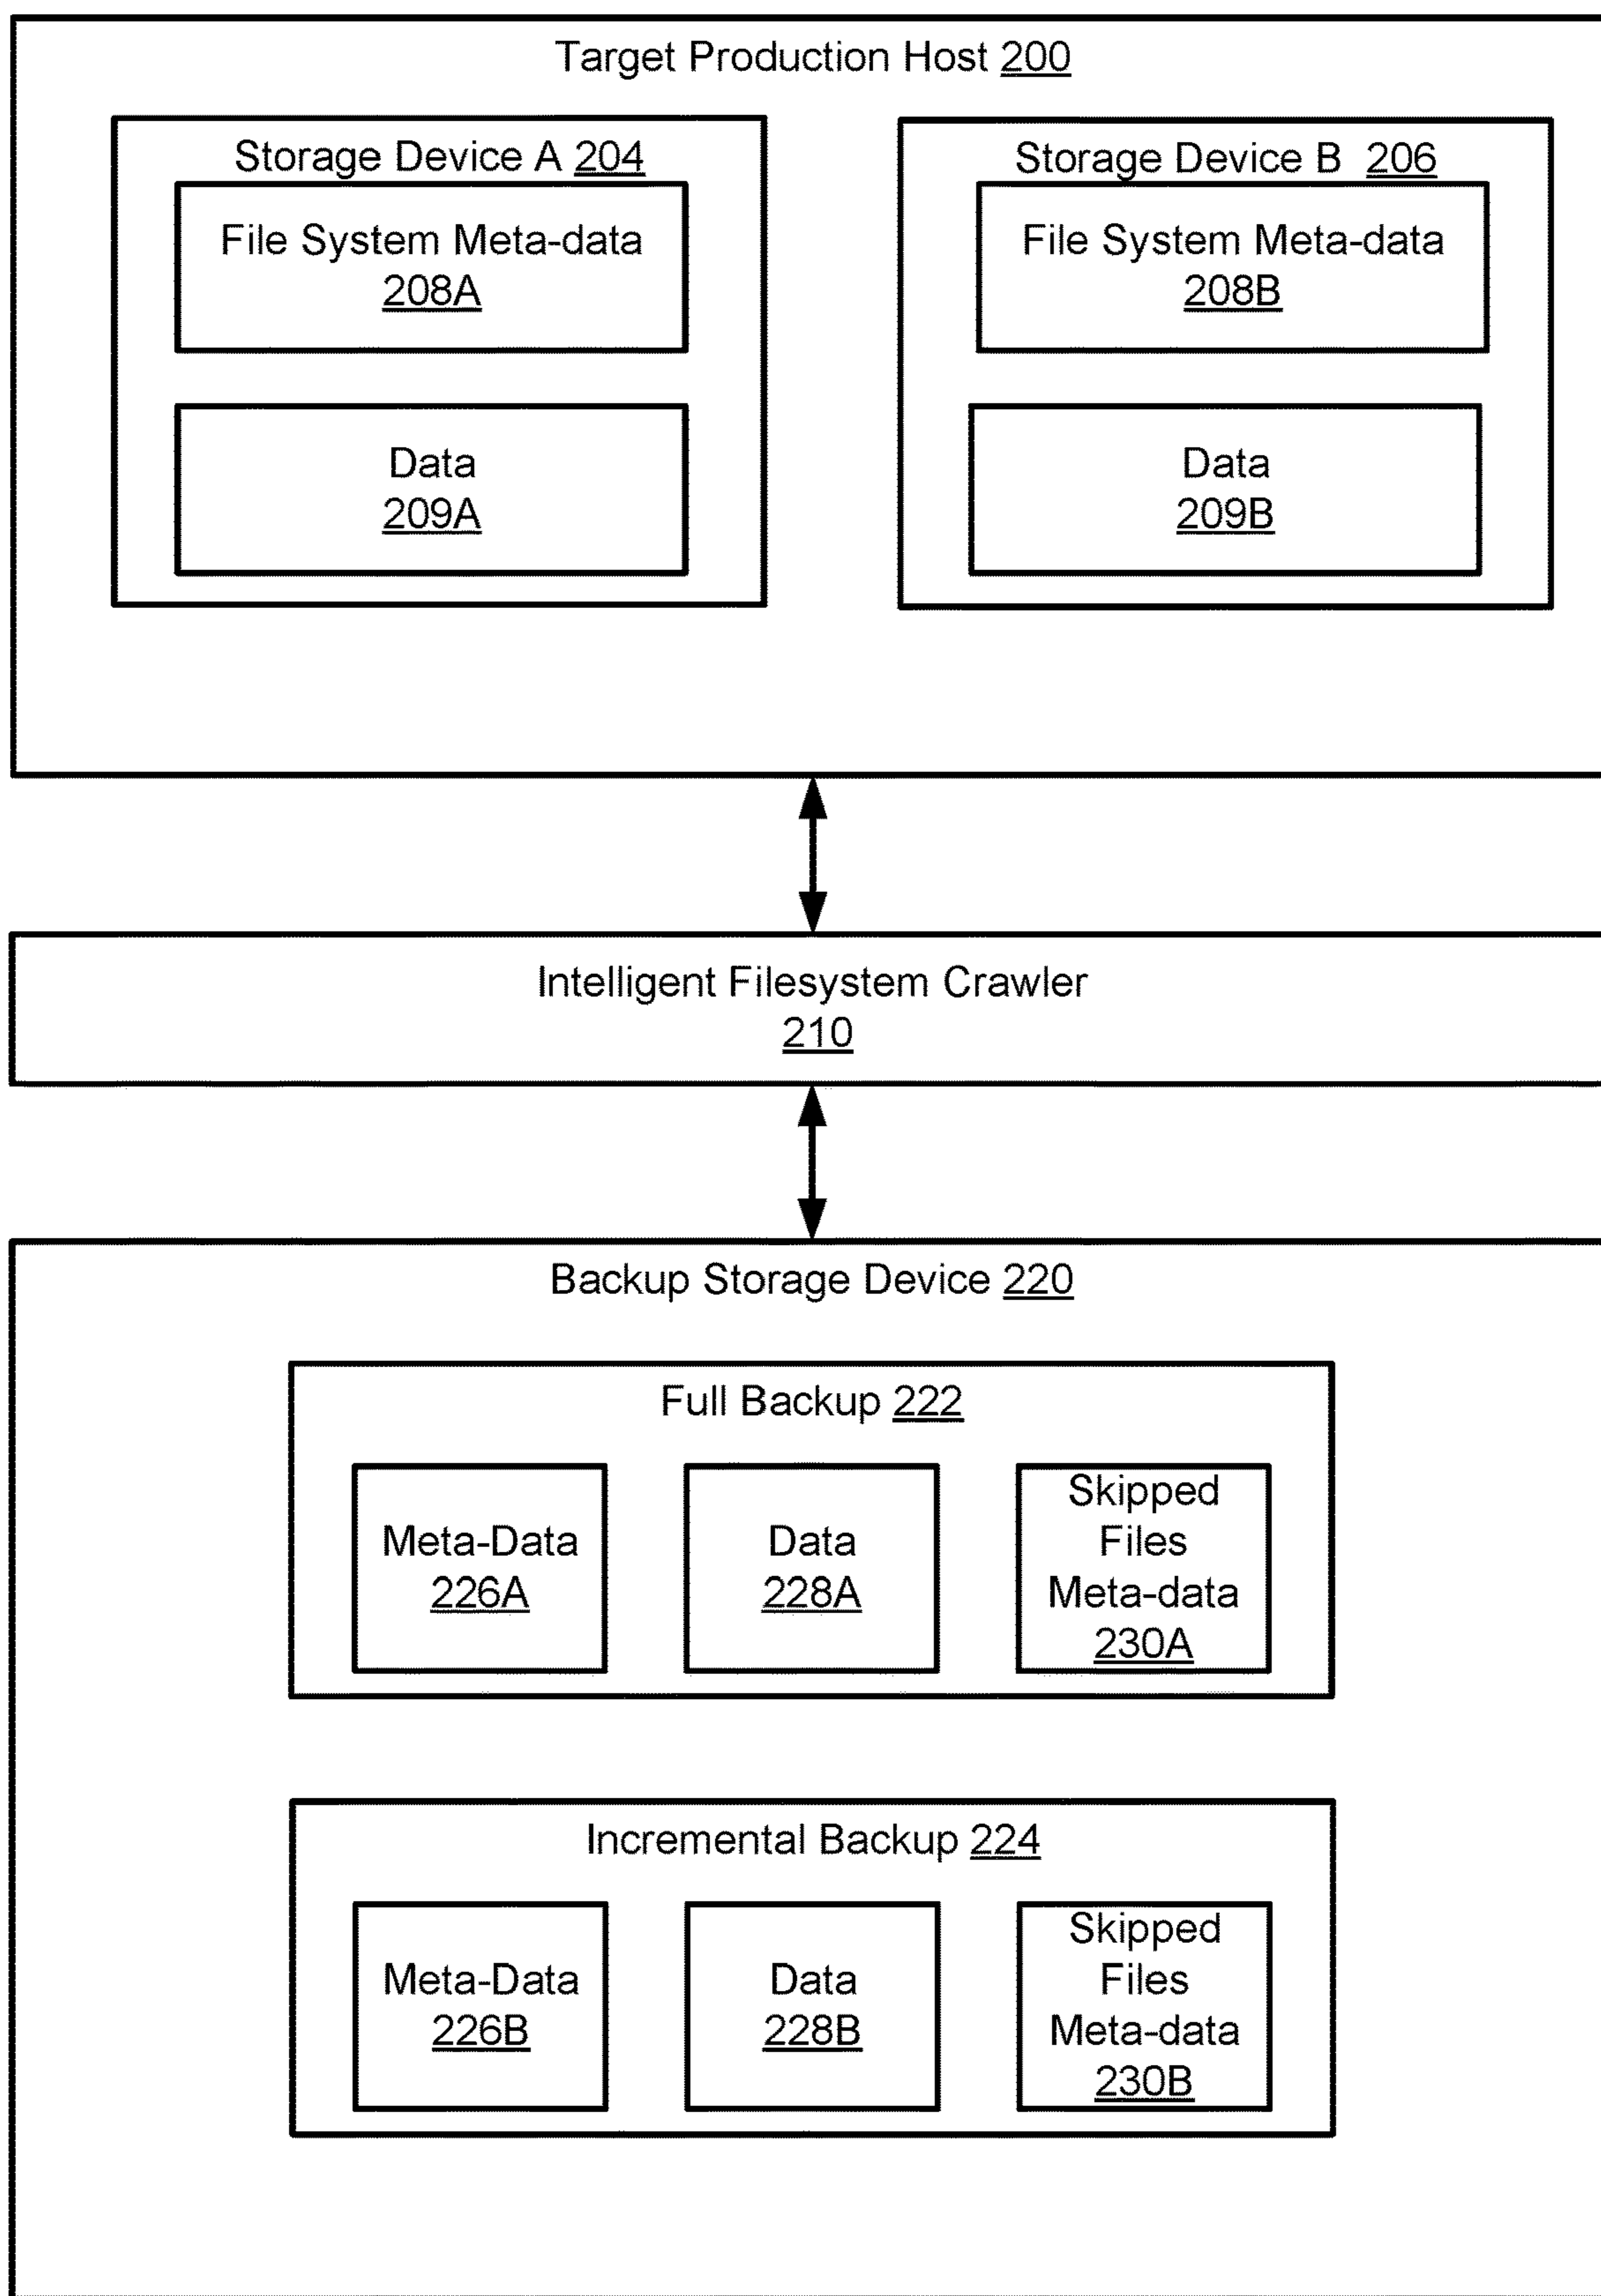 Target Production Host 200
Storage Device A 204
File System Meta-data
208A
Data
209A
Storage Device B 206
File System Meta-data
208B
Data
209B
Intelligent Filesystem Crawler
210
Backup Storage Device 220
Full Backup 222
Meta-Data
226A
Data
228A
Skipped
Files
Meta-data
230A
Incremental Backup 224
Meta-Data
226B
Data
228B
Skipped
Files
Meta-data
230B